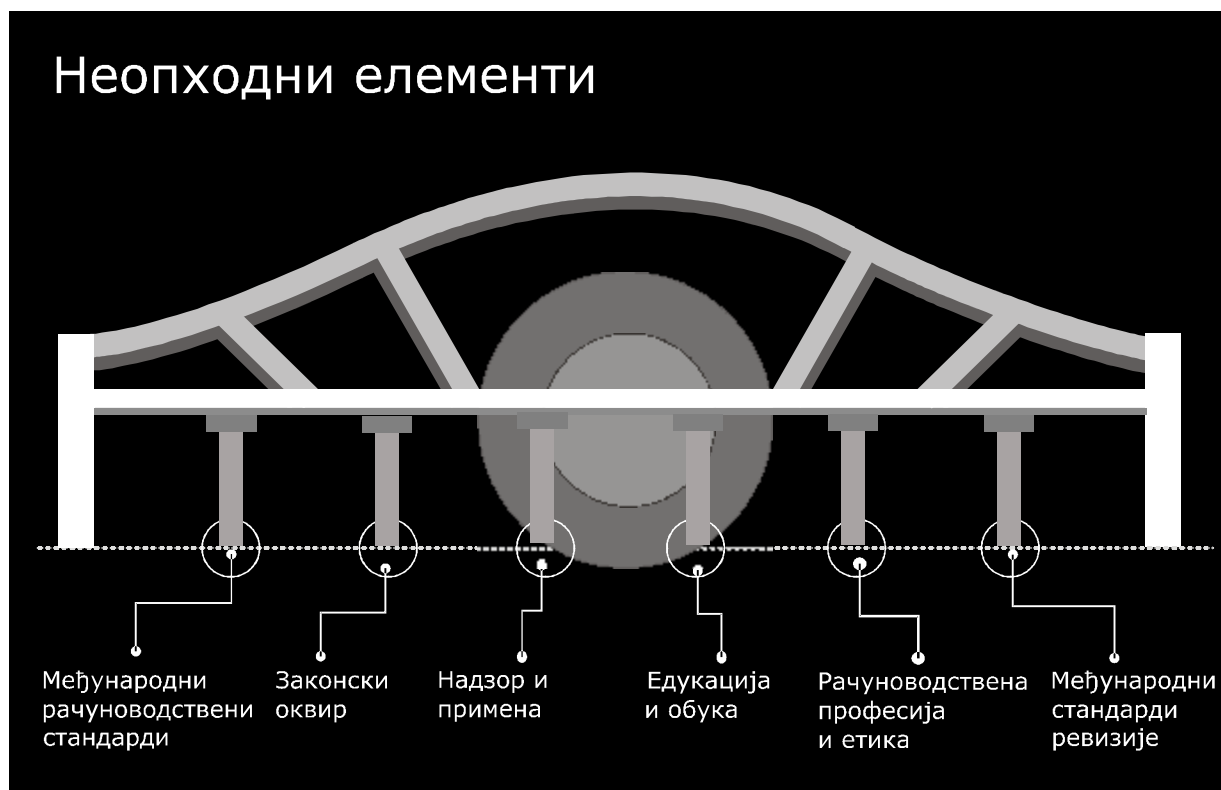 Неопходни елементи
Међународни
рачуноводствени
стандарди
Законски
оквир
Надзор и
примена
Едукација
и обука
Рачуноводствена
професија
и етика
Међународни
стандарди
ревизије